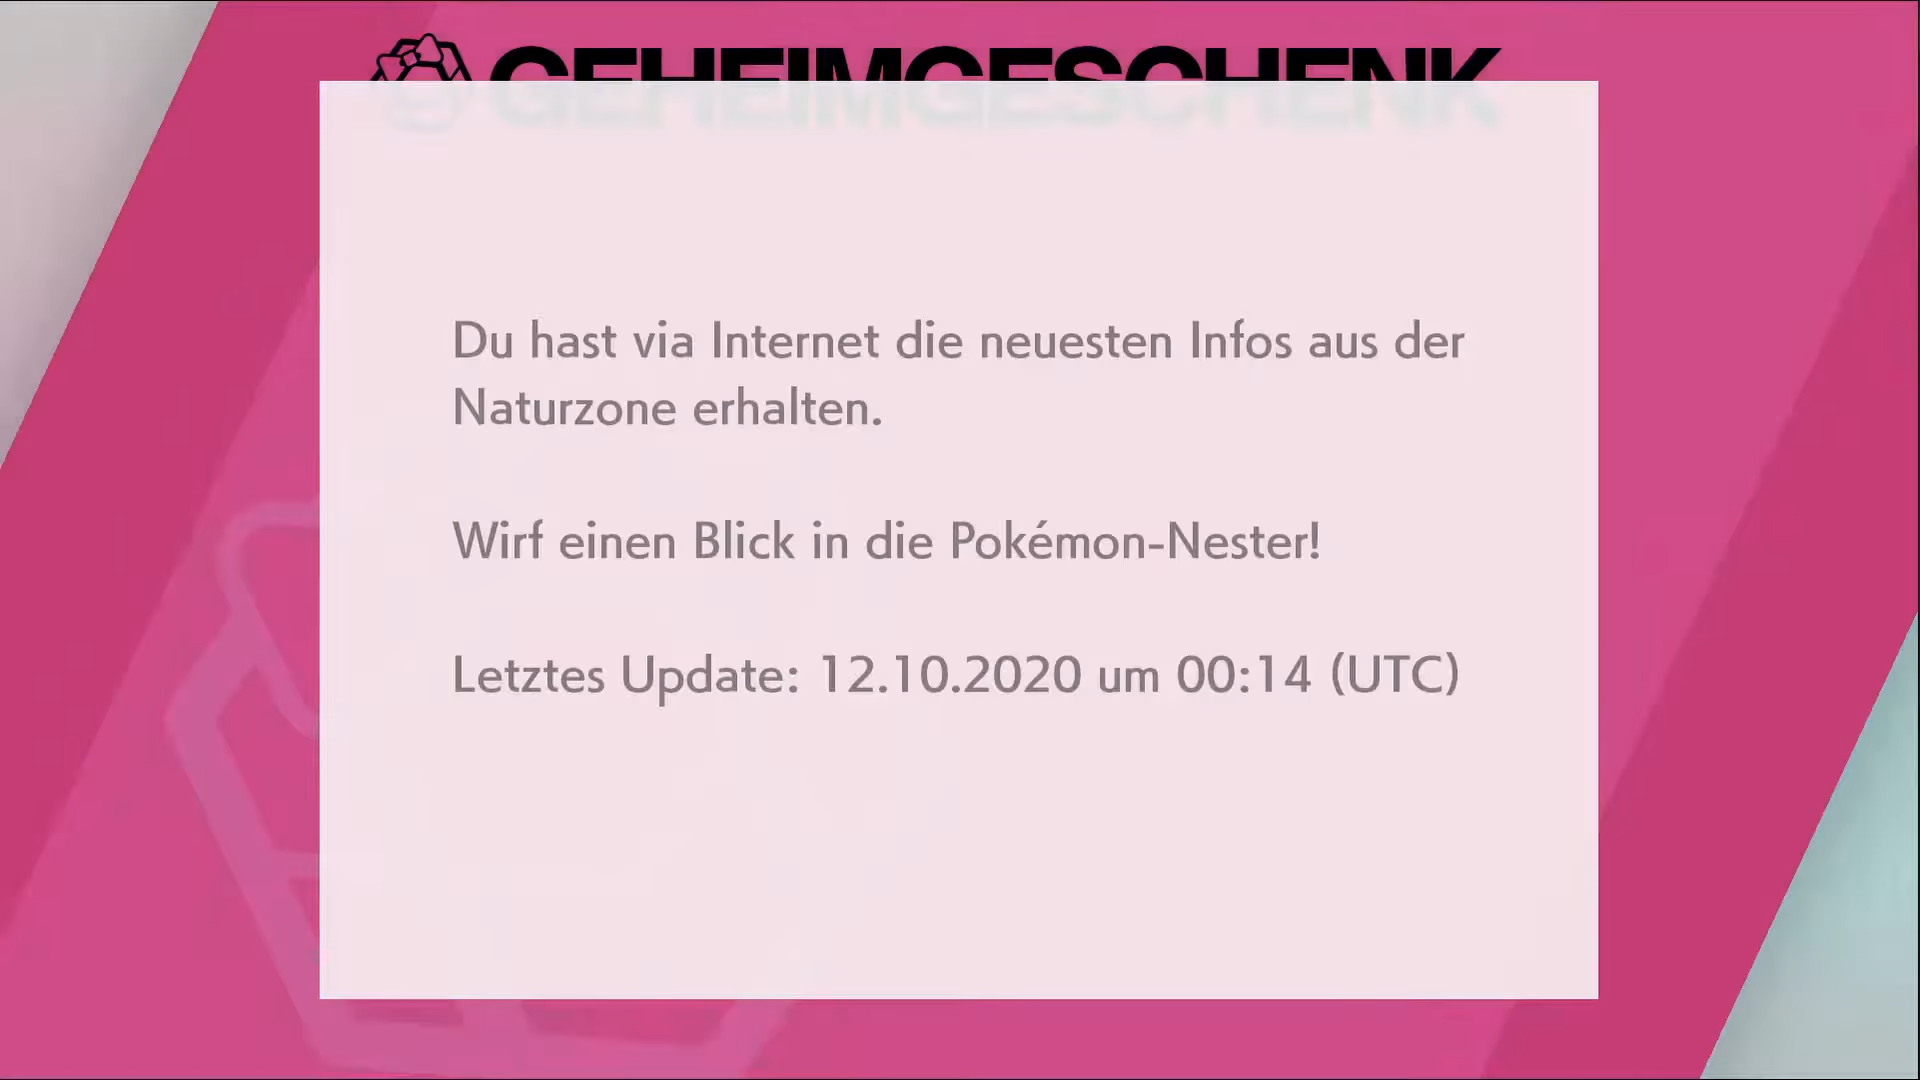 GEHEIMGESCHENK
Du hast via Internet die neuesten Infos aus der
Naturzone erhalten.
Wirf einen Blick in die Pokémon-Nester!
Letztes Update: 12.10.2020 um 00:14 (UTC)